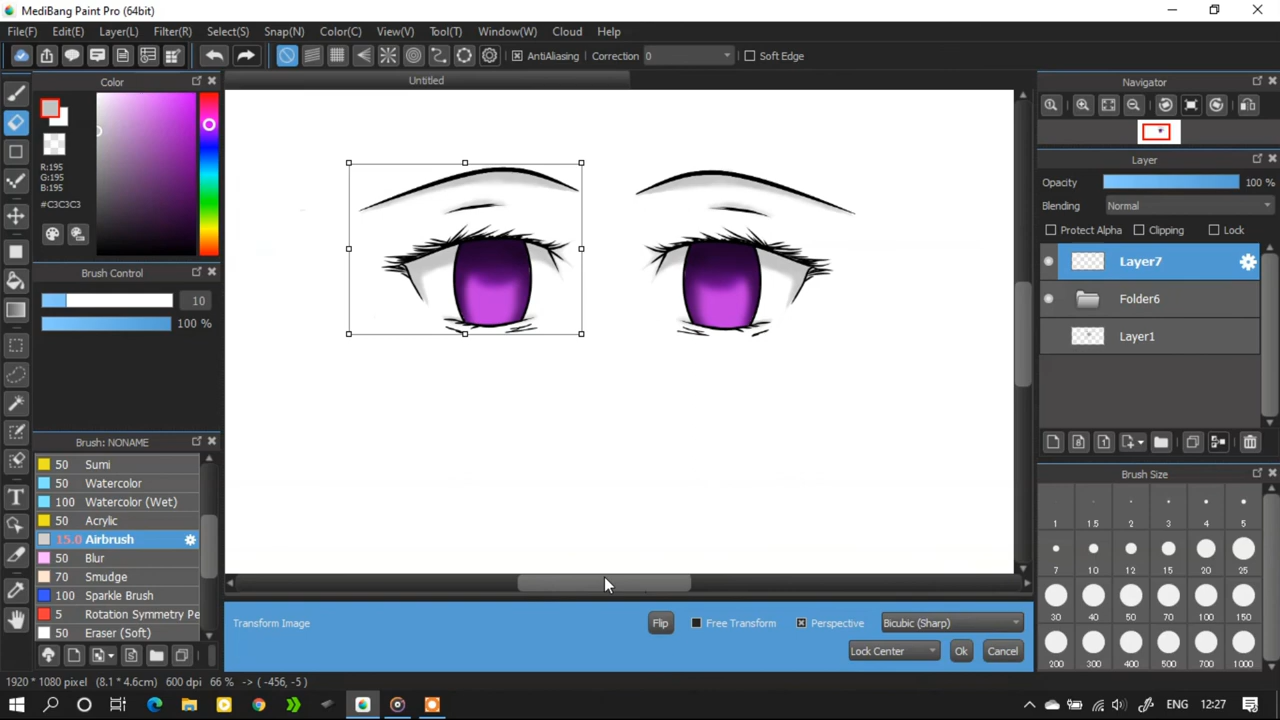 MediBang Paint Pro (64bit)
File(F) Edit(E) Layer(L) Filter(R) Select(S) Snap(N) Color(C) View(V) Tool(T) Window(W) Cloud Help
AntiAliasing Correction 0 Soft Edge
Color
Untitled
Navigator
R:195
G:195
B:195
#C3C3C3
Layer
Opacity 100 %
Blending Normal
Protect Alpha Clipping Lock
Layer7
Folder6
Layer1
Brush Control
10
100 %
Brush: NONAME
50 Sumi
50 Watercolor
100 Watercolor (Wet)
50 Acrylic
15.0 Airbrush
50 Blur
70 Smudge
100 Sparkle Brush
5 Rotation Symmetry Pe
50 Eraser (Soft)
Brush Size
1 1.5 2 3 4 5
7 10 12 15 20 25
30 40 50 70 100 150
200 300 400 500 700 1000
Transform Image Flip Free Transform Perspective Bicubic (Sharp)
Lock Center Ok Cancel
1920 * 1080 pixel (8.1 * 4.6cm) 600 dpi 66 % -> ( -456, -5 )
ENG 12:27